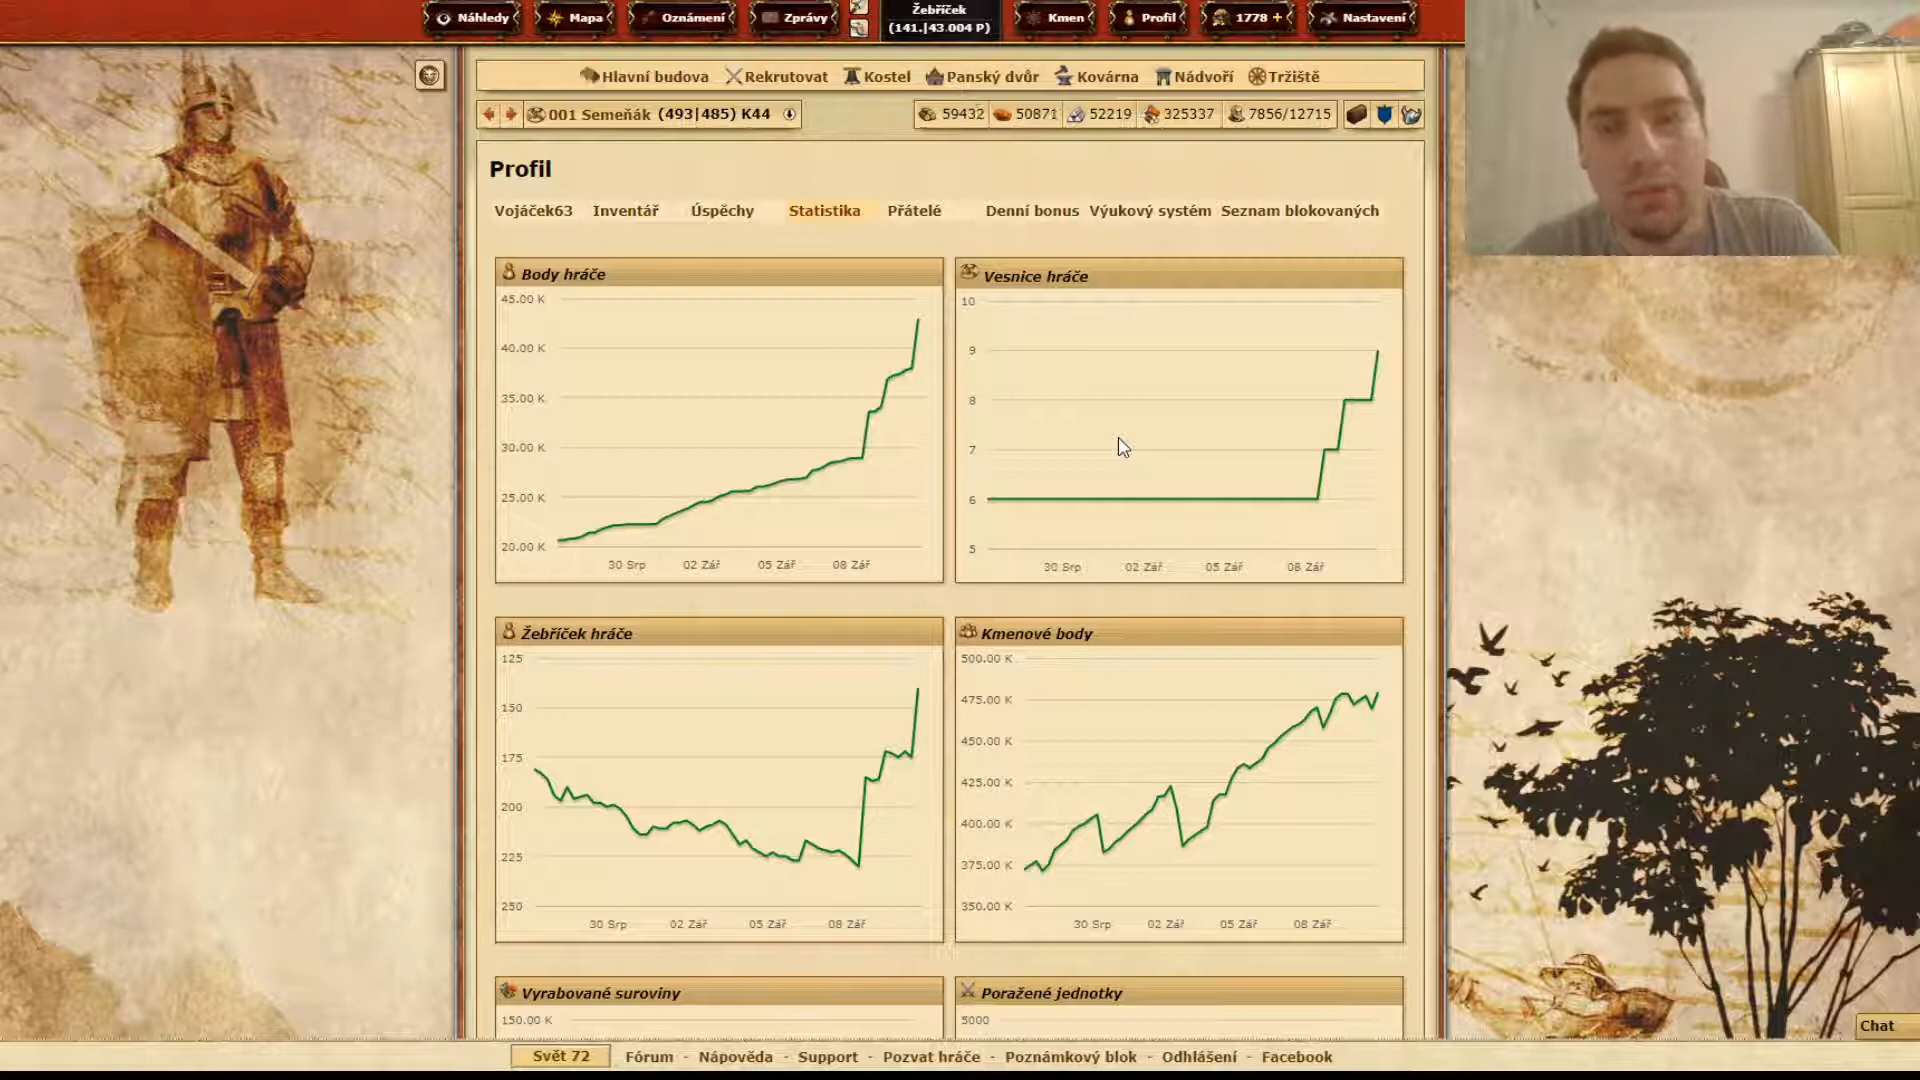 Náhledy Mapa Oznámení Zprávy Žebříček (141.|43.004 P) Kmen Profil 1778 + Nastavení
Hlavní budova Rekrutovat Kostel Panský dvůr Kovárna Nádvoří Tržiště
001 Semeňák (493|485) K44 59432 50871 52219 325337 7856/12715
Profil
Vojáček63 Inventář Úspěchy Statistika Přátelé Denní bonus Výukový systém Seznam blokovaných
Body hráče
45.00 K
40.00 K
35.00 K
30.00 K
25.00 K
20.00 K
30 Srp 02 Zář 05 Zář 08 Zář
Vesnice hráče
10
9
8
7
6
5
30 Srp 02 Zář 05 Zář 08 Zář
Žebříček hráče
125
150
175
200
225
250
30 Srp 02 Zář 05 Zář 08 Zář
Kmenové body
500.00 K
475.00 K
450.00 K
425.00 K
400.00 K
375.00 K
350.00 K
30 Srp 02 Zář 05 Zář 08 Zář
Vyrabované suroviny
150.00 K
Poražené jednotky
5000
Chat
Svět 72 Fórum - Nápověda - Support - Pozvat hráče - Poznámkový blok - Odhlášení - Facebook